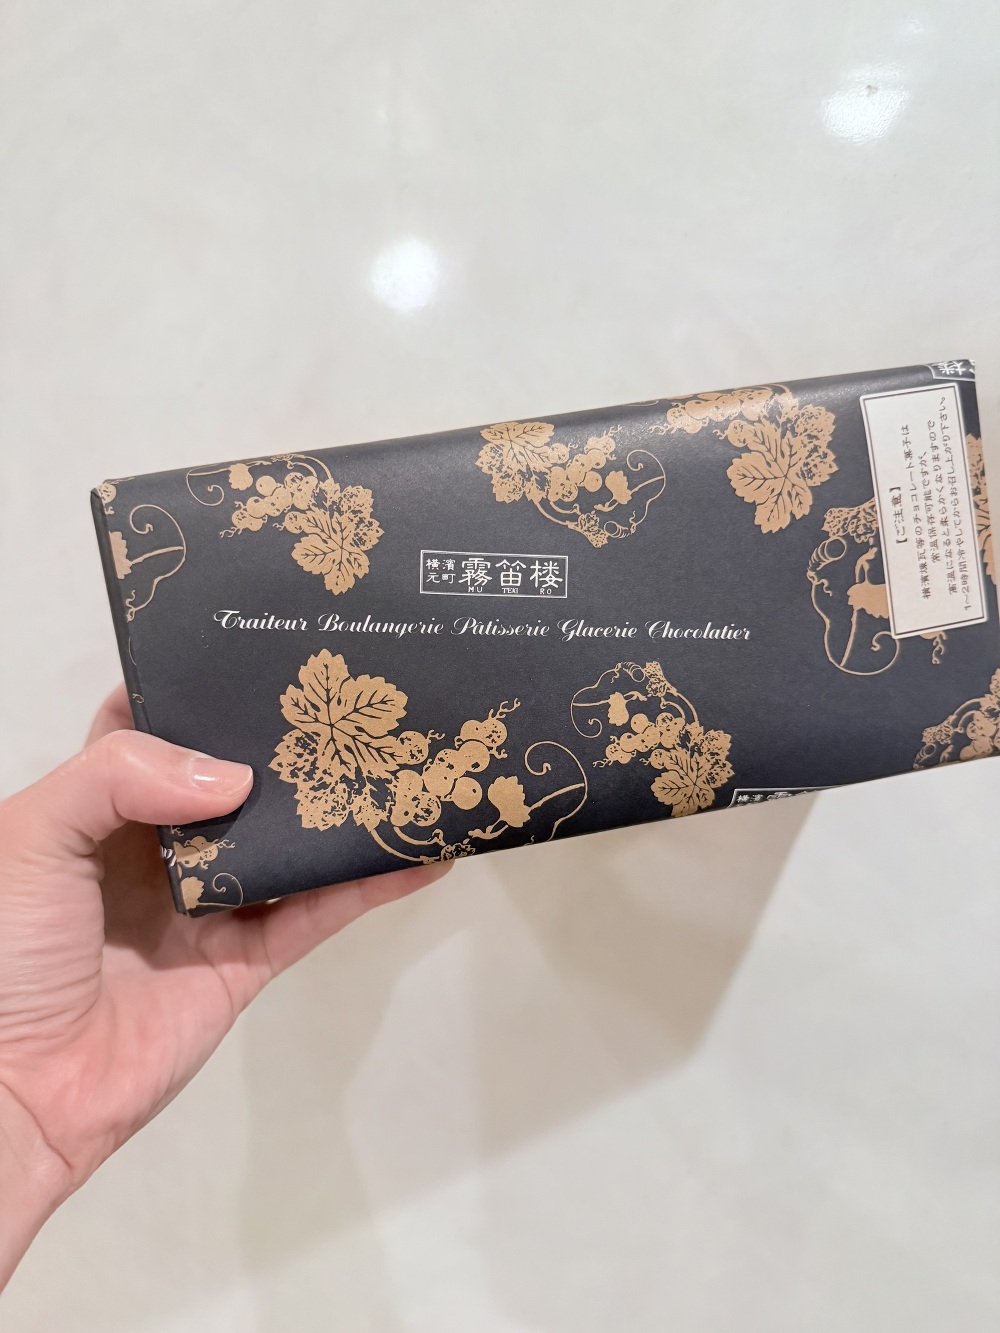 横濱
元町
霧笛楼
MU TEKI RO
Traiteur Boulangerie Pâtisserie Glacerie Chocolatier
【ご注意】
横濱煉瓦等のチョコレート菓子は
常温保存可能ですが、
高温になると柔らかくなりますので
1〜2時間冷やしてからお召し上がり下さい
楼
横
霧